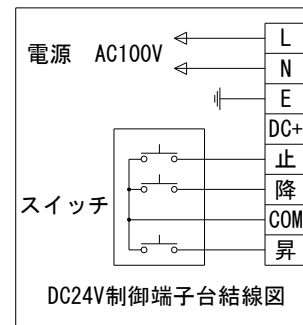 電源 AC100V
L
N
E
DC+
止
降
COM
昇
スイッチ
DC24V制御端子台結線図